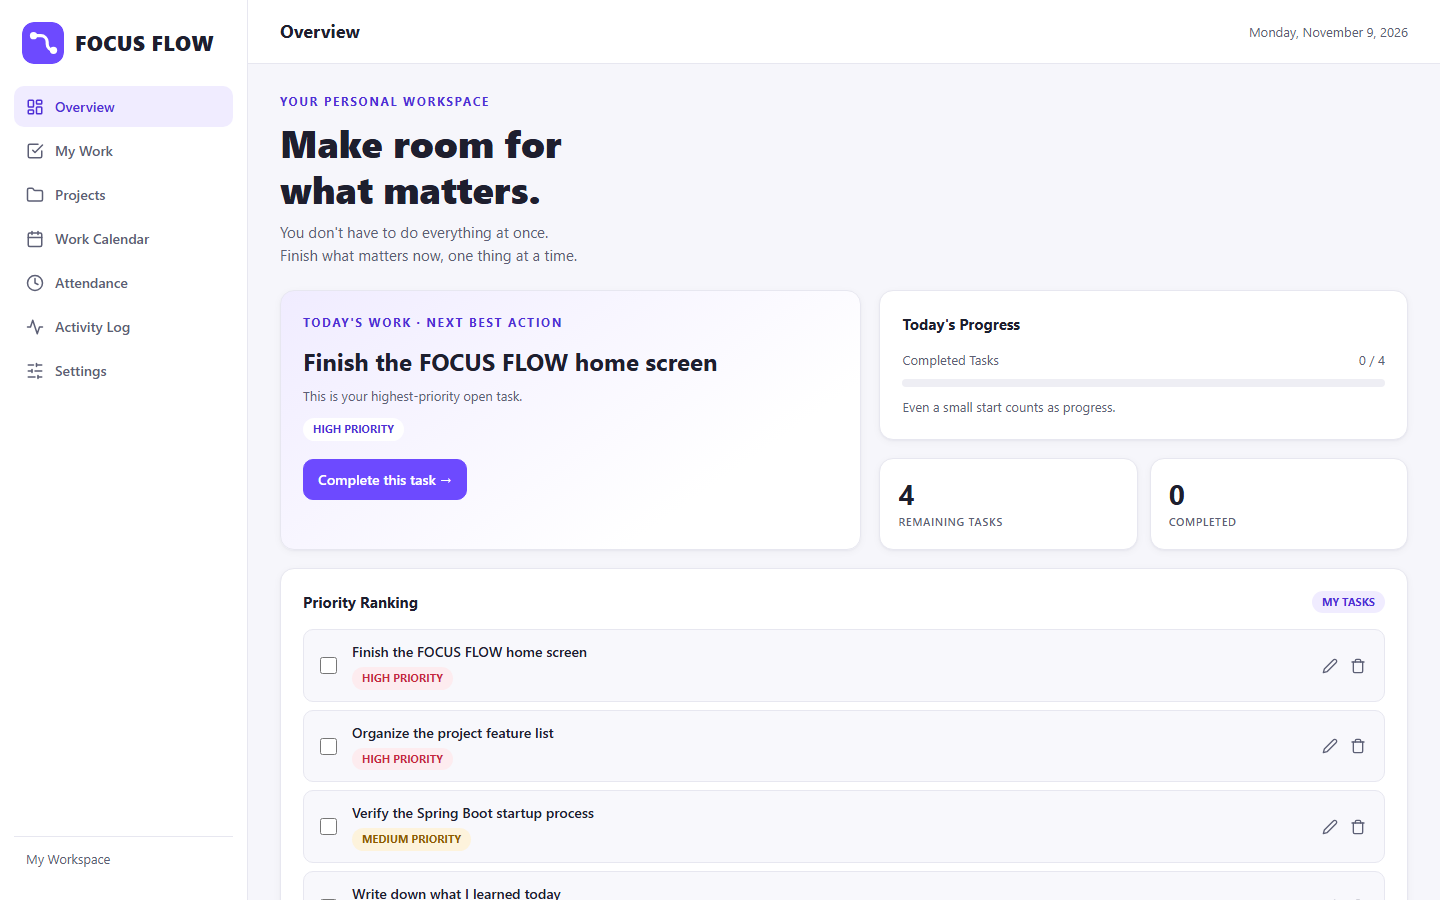 FOCUS FLOW
Overview
My Work
Projects
Work Calendar
Attendance
Activity Log
Settings
My Workspace
Overview
Monday, November 9, 2026
YOUR PERSONAL WORKSPACE
Make room for
what matters.
You don't have to do everything at once.
Finish what matters now, one thing at a time.
TODAY'S WORK · NEXT BEST ACTION
Finish the FOCUS FLOW home screen
This is your highest-priority open task.
HIGH PRIORITY
Complete this task →
Today's Progress
Completed Tasks
0 / 4
Even a small start counts as progress.
4
REMAINING TASKS
0
COMPLETED
Priority Ranking
MY TASKS
Finish the FOCUS FLOW home screen
HIGH PRIORITY
Organize the project feature list
HIGH PRIORITY
Verify the Spring Boot startup process
MEDIUM PRIORITY
Write down what I learned today